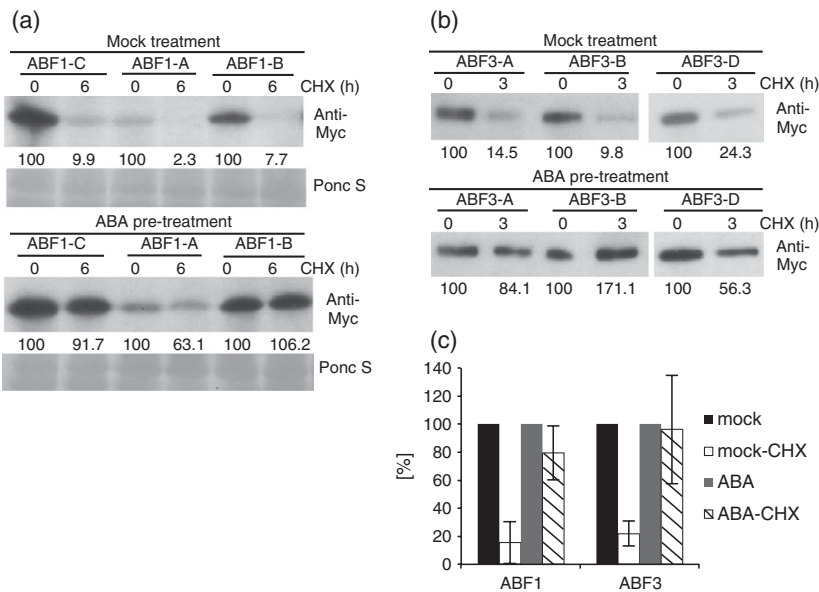 (a)
Mock treatment
ABF1-C ABF1-A ABF1-B
0 6 0 6 0 6 CHX (h)
Anti-
Myc
100 9.9 100 2.3 100 7.7
Ponc S
ABA pre-treatment
ABF1-C ABF1-A ABF1-B
0 6 0 6 0 6 CHX (h)
Anti-
Myc
100 91.7 100 63.1 100 106.2
Ponc S
(b)
Mock treatment
ABF3-A ABF3-B ABF3-D
0 3 0 3 0 3 CHX (h)
Anti-
Myc
100 14.5 100 9.8 100 24.3
ABA pre-treatment
ABF3-A ABF3-B ABF3-D
0 3 0 3 0 3 CHX (h)
Anti-
Myc
100 84.1 100 171.1 100 56.3
(c)
140
120
100
80
60
40
20
0
[%]
ABF1 ABF3
mock
mock-CHX
ABA
ABA-CHX